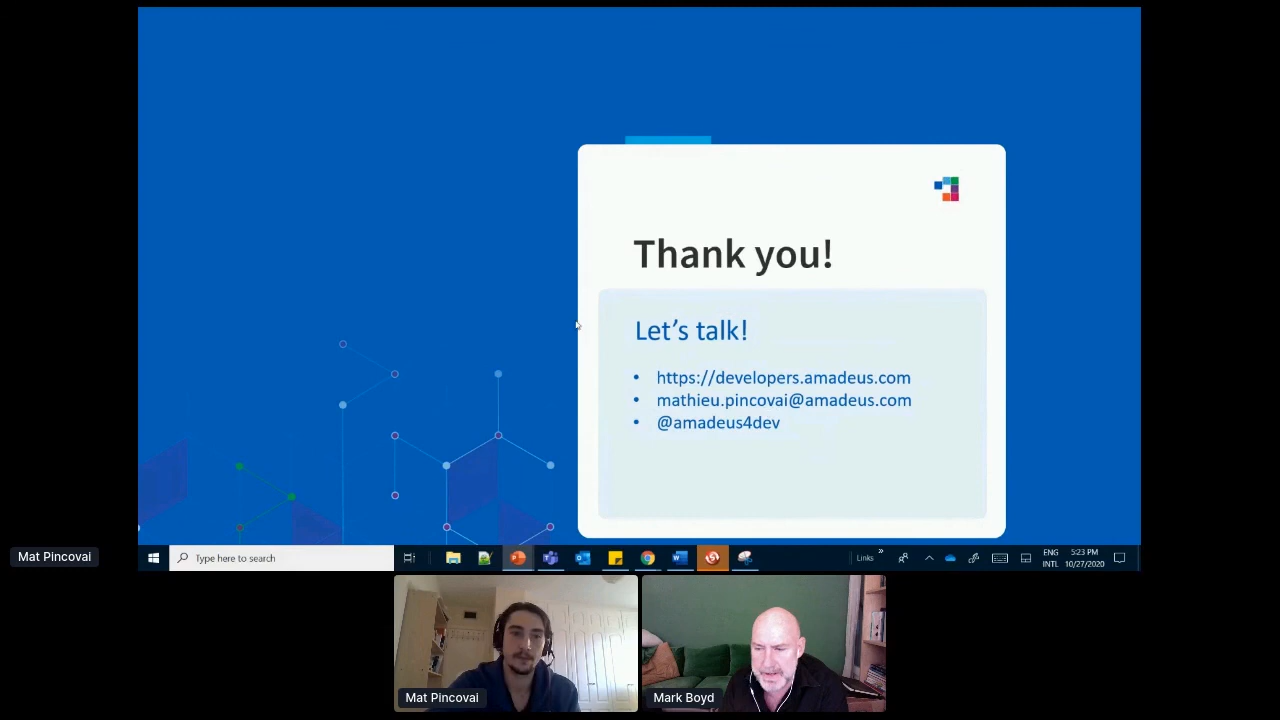 Thank you!
Let's talk!
• https://developers.amadeus.com
• mathieu.pincovai@amadeus.com
• @amadeus4dev
Mat Pincovai
Type here to search
Links
»
ENG
INTL
5:23 PM
10/27/2020
Mat Pincovai
Mark Boyd